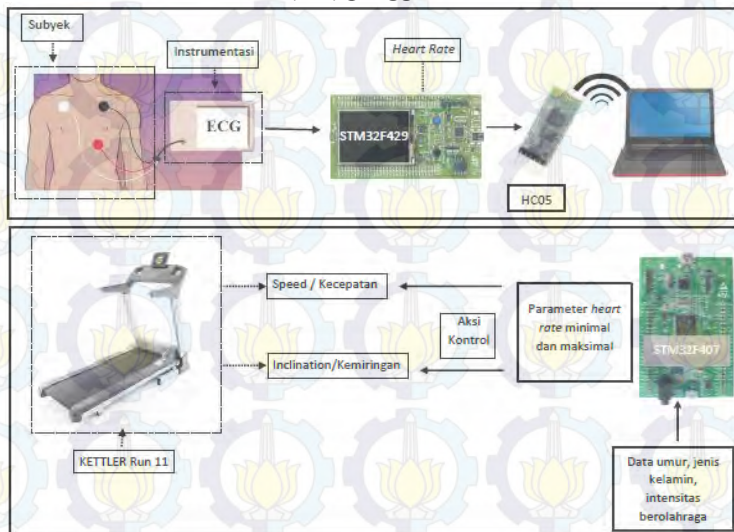 Subyek
Instrumentasi
Heart Rate
ECG
STM32F429
HC05
Speed / Kecepatan
Aksi
Kontrol
Inclination/Kemiringan
Parameter heart
rate minimal
dan maksimal
STM32F407
KETTLER Run 11
Data umur, jenis
kelamin,
intensitas
berolahraga